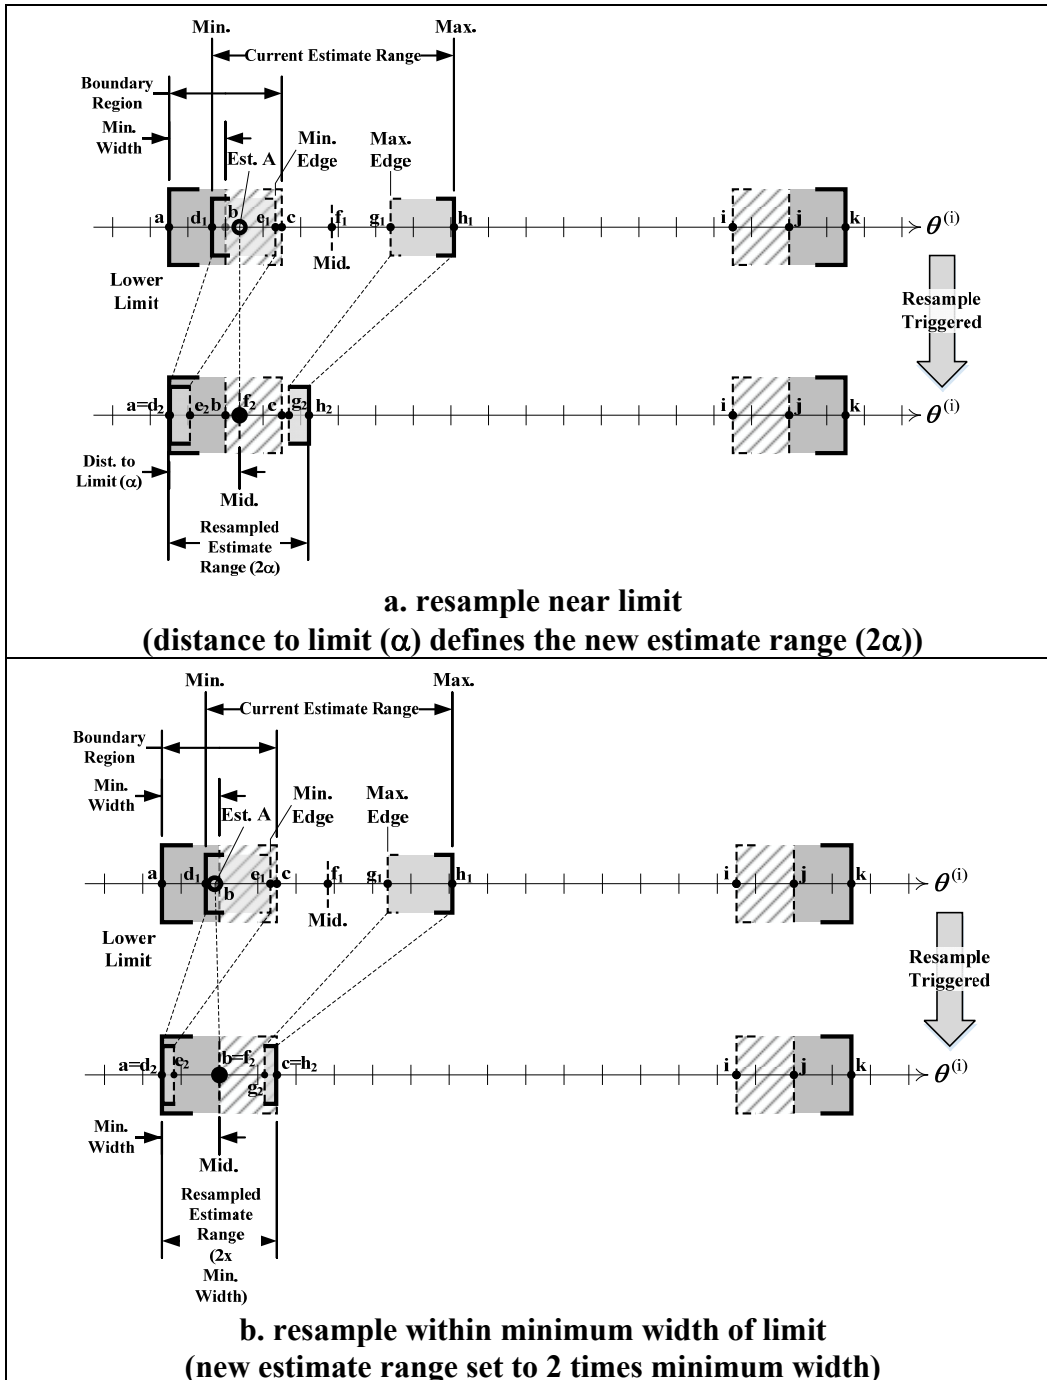 Min.
Max.
Current Estimate Range
Boundary
Region
Min.
Width
Est. A
Min.
Edge
Max.
Edge
a
d1
b
e1
c
f1
g1
h1
i
j
k
θ(i)
Mid.
Lower
Limit
Resample
Triggered
a=d2
e2
b
f2
c
g2
h2
i
j
k
θ(i)
Dist. to
Limit (α)
Mid.
Resampled
Estimate
Range (2α)
a. resample near limit
(distance to limit (α) defines the new estimate range (2α))
Min.
Max.
Current Estimate Range
Boundary
Region
Min.
Width
Est. A
Min.
Edge
Max.
Edge
a
d1
b
e1
c
f1
g1
h1
i
j
k
θ(i)
Mid.
Lower
Limit
Resample
Triggered
a=d2
e2
b=f2
g2
c=h2
i
j
k
θ(i)
Min.
Width
Mid.
Resampled
Estimate
Range
(2x
Min.
Width)
b. resample within minimum width of limit
(new estimate range set to 2 times minimum width)